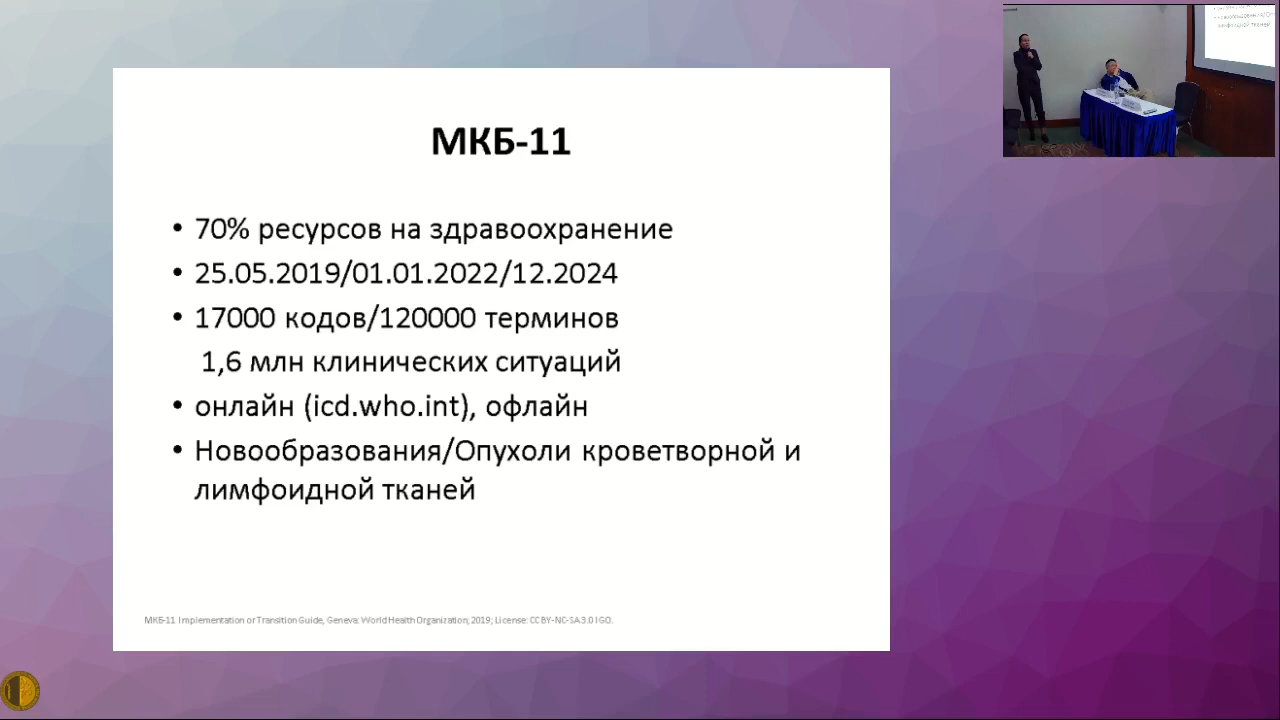 МКБ-11
• 70% ресурсов на здравоохранение
• 25.05.2019/01.01.2022/12.2024
• 17000 кодов/120000 терминов
1,6 млн клинических ситуаций
• онлайн (icd.who.int), офлайн
• Новообразования/Опухоли кроветворной и
лимфоидной тканей
МКБ-11 Implementation or Transition Guide, Geneva: World Health Organization; 2019; License: CC BY-NC-SA 3.0 IGO.